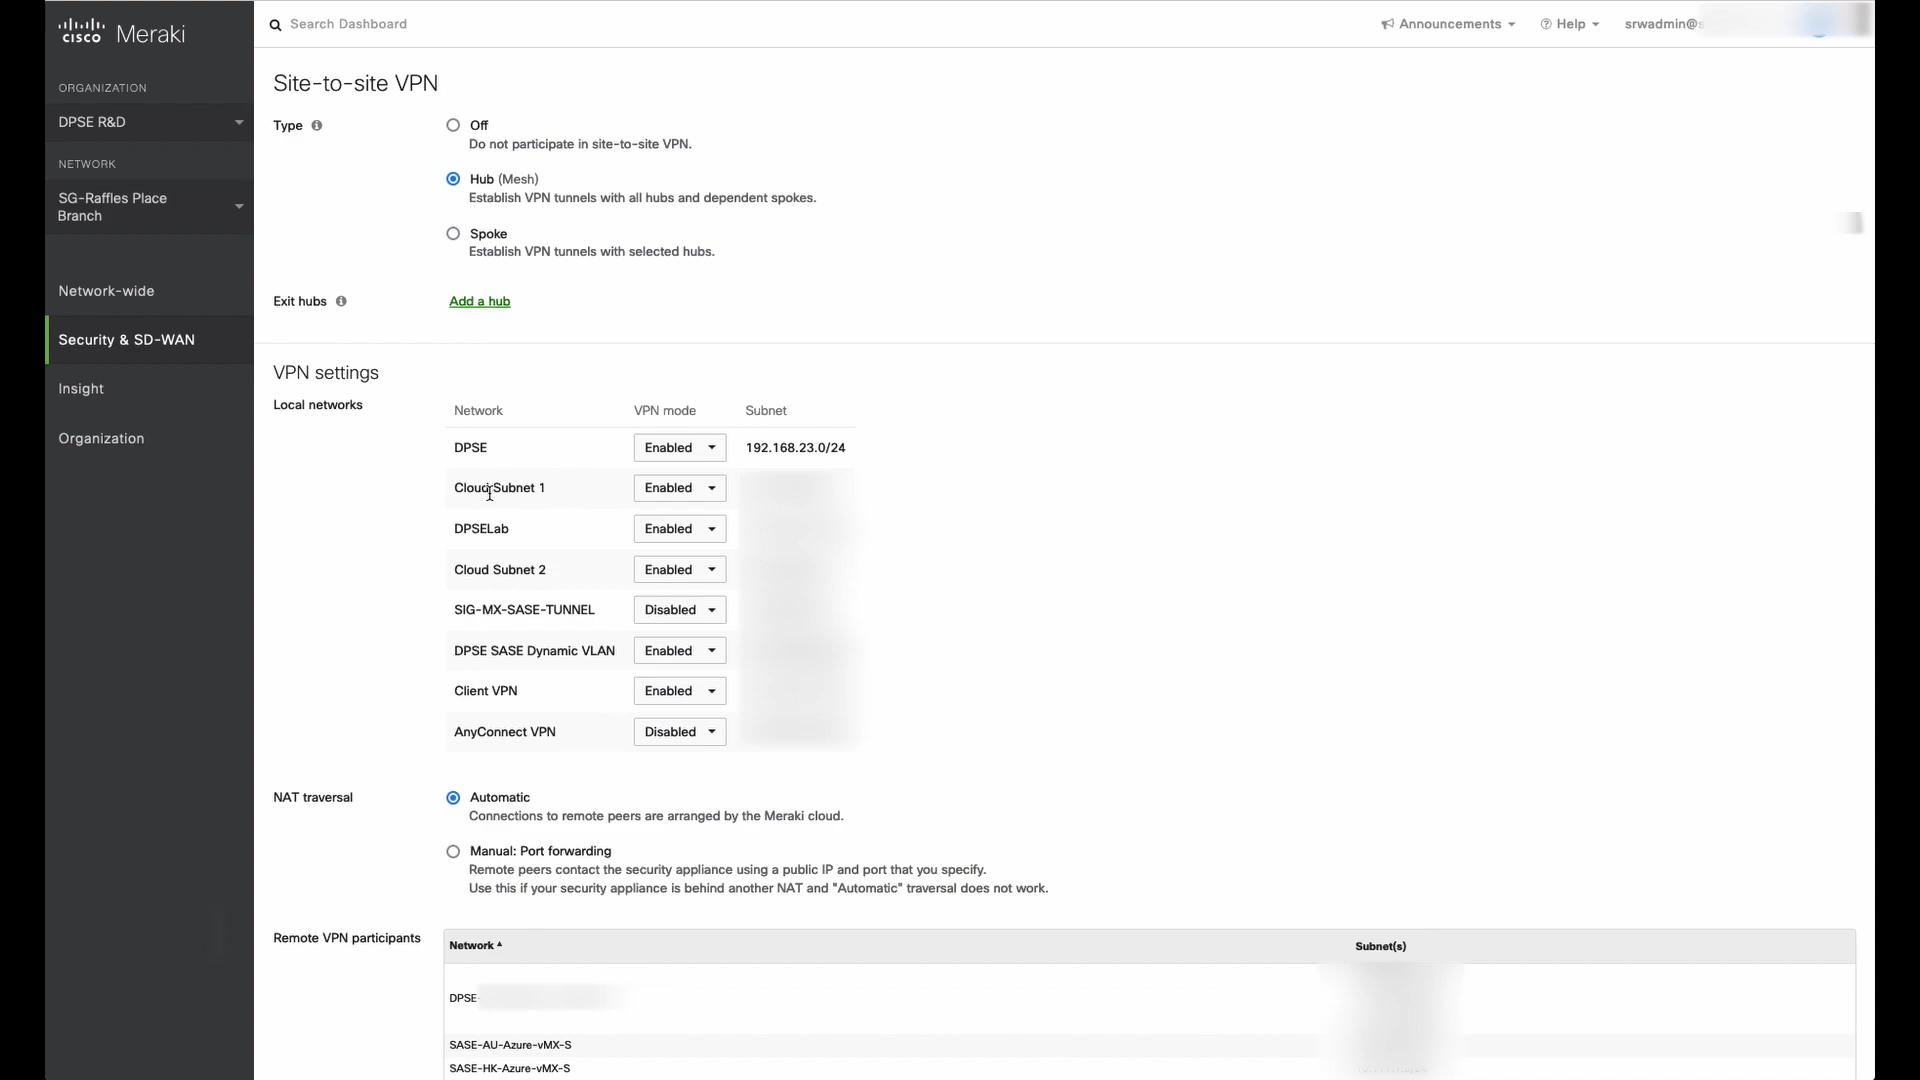 Search Dashboard
Announcements
Help
srwadmin@s
CISCO Meraki
ORGANIZATION
DPSE R&D
NETWORK
SG-Raffles Place
Branch
Network-wide
Security & SD-WAN
Insight
Organization
Site-to-site VPN
Type
Off
Do not participate in site-to-site VPN.
Hub (Mesh)
Establish VPN tunnels with all hubs and dependent spokes.
Spoke
Establish VPN tunnels with selected hubs.
Exit hubs
Add a hub
VPN settings
Local networks
Network VPN mode Subnet
DPSE Enabled 192.168.23.0/24
Cloud Subnet 1 Enabled
DPSELab Enabled
Cloud Subnet 2 Enabled
SIG-MX-SASE-TUNNEL Disabled
DPSE SASE Dynamic VLAN Enabled
Client VPN Enabled
AnyConnect VPN Disabled
NAT traversal
Automatic
Connections to remote peers are arranged by the Meraki cloud.
Manual: Port forwarding
Remote peers contact the security appliance using a public IP and port that you specify.
Use this if your security appliance is behind another NAT and "Automatic" traversal does not work.
Remote VPN participants
Network Subnet(s)
DPSE-
SASE-AU-Azure-vMX-S
SASE-HK-Azure-vMX-S